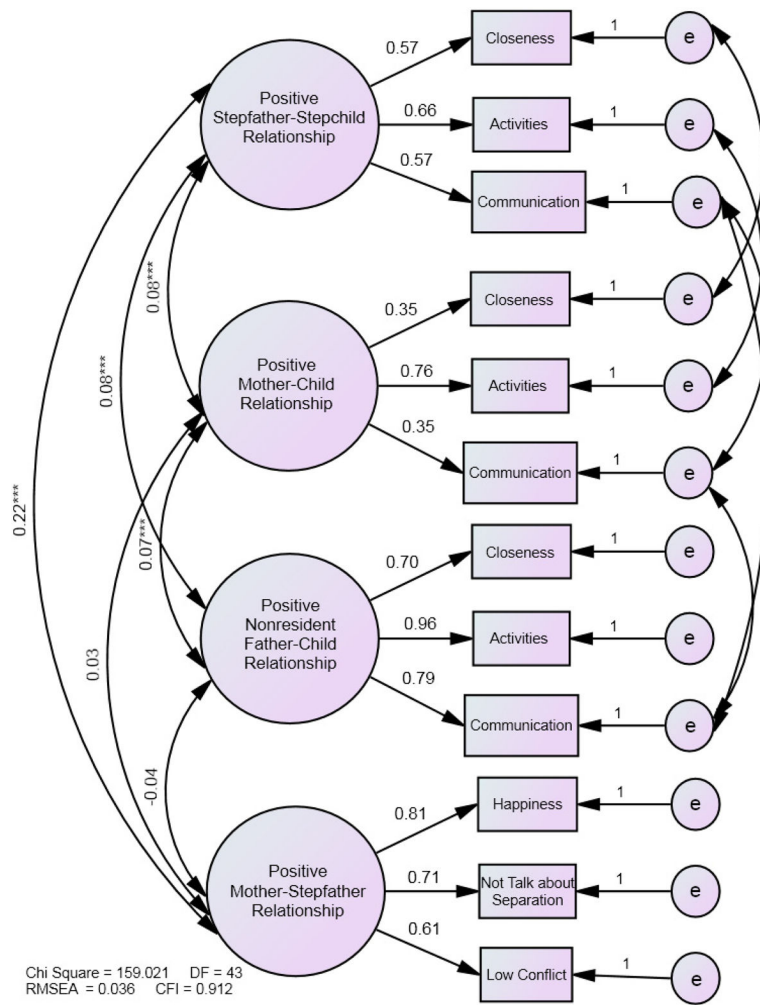 Positive
Stepfather-Stepchild
Relationship
0.57
Closeness
1
e
0.66
Activities
1
e
0.57
Communication
1
e
Positive
Mother-Child
Relationship
0.35
Closeness
1
e
0.76
Activities
1
e
0.35
Communication
1
e
Positive
Nonresident
Father-Child
Relationship
0.70
Closeness
1
e
0.96
Activities
1
e
0.79
Communication
1
e
Positive
Mother-Stepfather
Relationship
0.81
Happiness
1
e
0.71
Not Talk about
Separation
1
e
0.61
Low Conflict
1
e
0.08***
0.08***
0.22***
0.07***
0.03
-0.04
Chi Square = 159.021 DF = 43
RMSEA = 0.036 CFI = 0.912